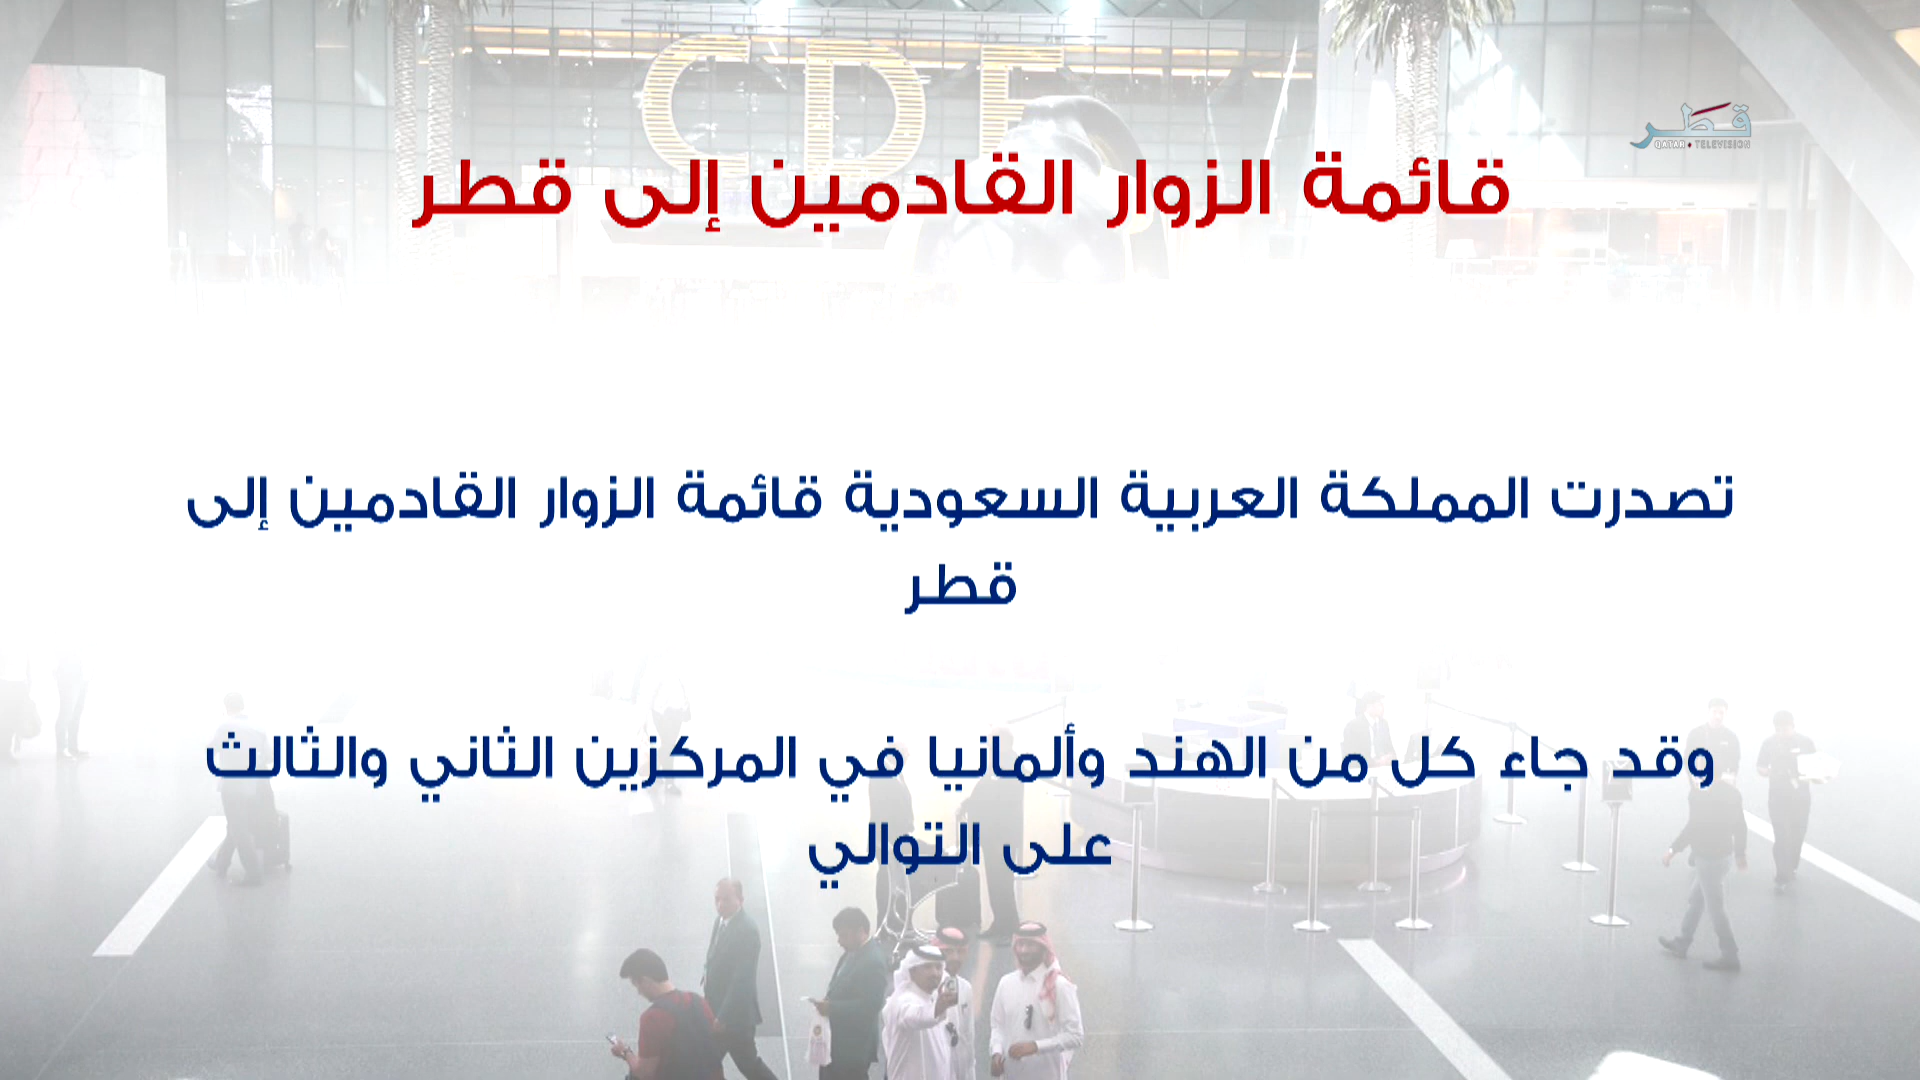 CDF
قطر
QATAR TELEVISION
قائمة الزوار القادمين إلى قطر
تصدرت المملكة العربية السعودية قائمة الزوار القادمين إلى
قطر
وقد جاء كل من الهند وألمانيا في المركزين الثاني والثالث
على التوالي